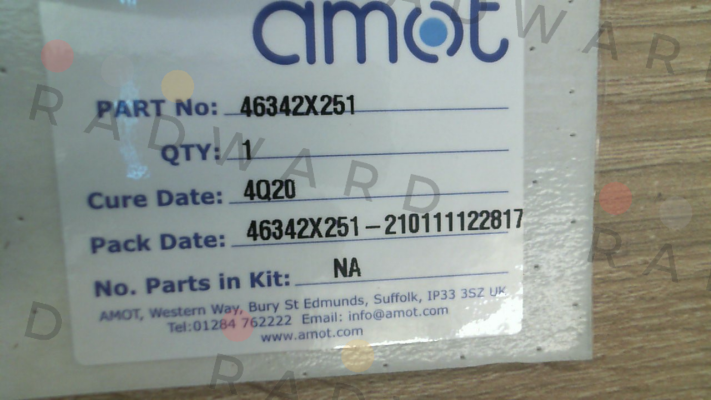 amot
PART No: 46342X251
QTY: 1
Cure Date: 4Q20
Pack Date: 46342X251-210111122817
No. Parts in Kit: NA
AMOT, Western Way, Bury St Edmunds, Suffolk, IP33 3SZ UK
Tel:01284 762222 Email: info@amot.com
www.amot.com
RADWARD